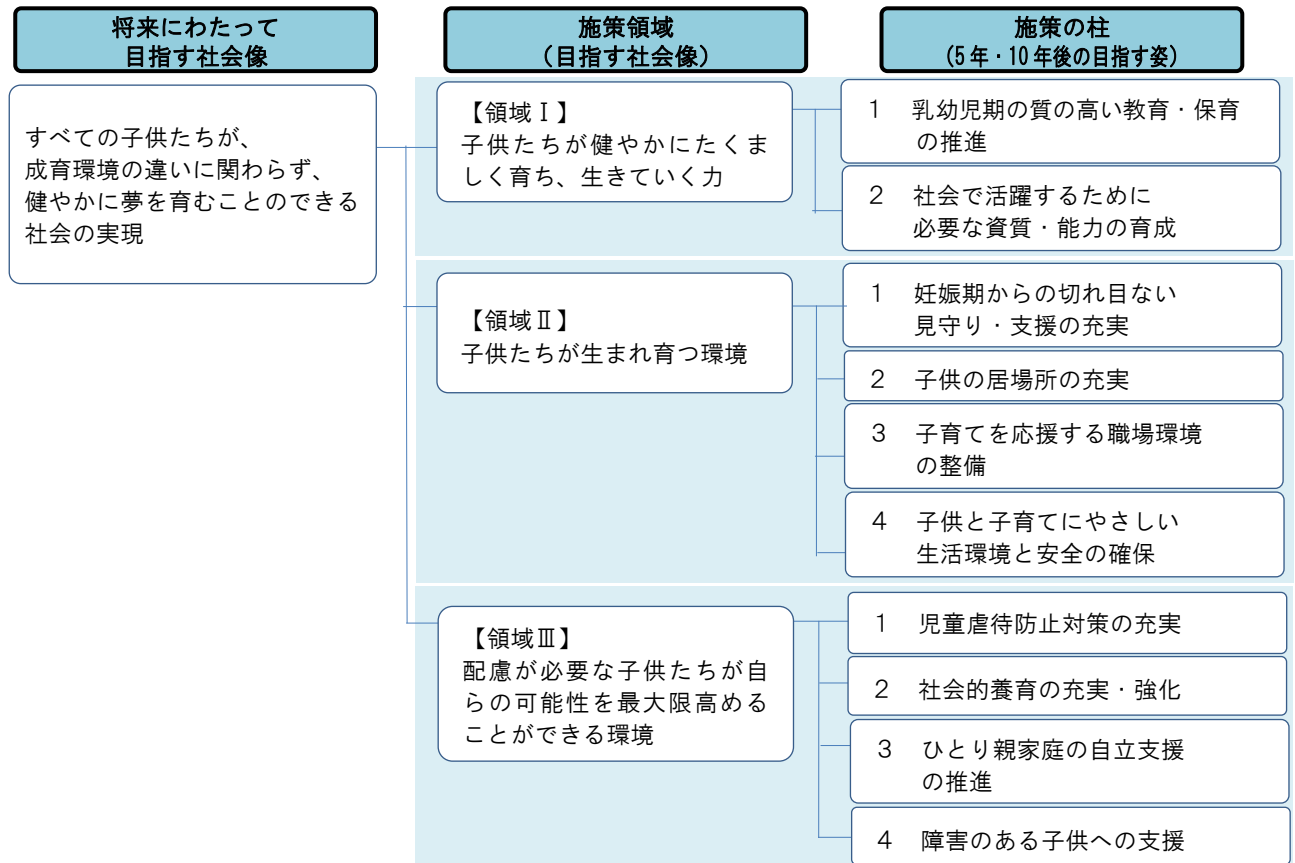 将来にわたって
目指す社会像
施策領域
(目指す社会像)
施策の柱
(5年・10年後の目指す姿)
すべての子供たちが、
成育環境の違いに関わらず、
健やかに夢を育むことのできる
社会の実現
【領域Ⅰ】
子供たちが健やかにたくま
しく育ち、生きていく力
1 乳幼児期の質の高い教育・保育
の推進
2 社会で活躍するために
必要な資質・能力の育成
【領域Ⅱ】
子供たちが生まれ育つ環境
1 妊娠期からの切れ目ない
見守り・支援の充実
2 子供の居場所の充実
3 子育てを応援する職場環境
の整備
4 子供と子育てにやさしい
生活環境と安全の確保
【領域Ⅲ】
配慮が必要な子供たちが自
らの可能性を最大限高める
ことができる環境
1 児童虐待防止対策の充実
2 社会的養育の充実・強化
3 ひとり親家庭の自立支援
の推進
4 障害のある子供への支援